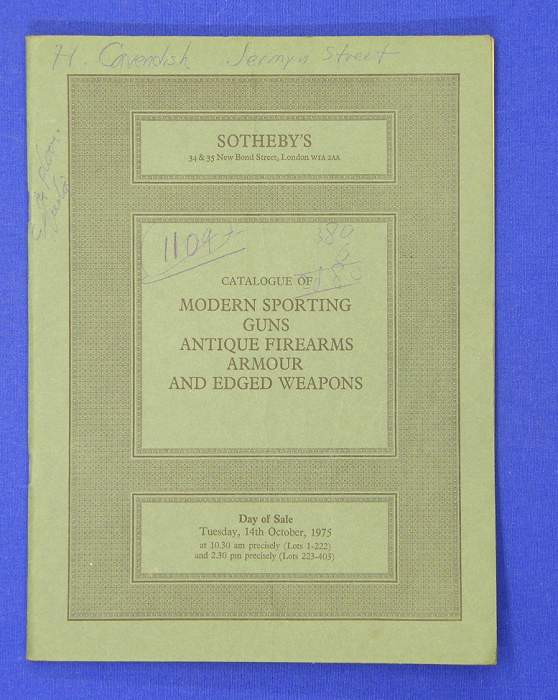 H. Cavendish Jermyn Street
SOTHEBY'S
34 & 35 New Bond Street, London W1A 2AA
1104
380
CATALOGUE OF
MODERN SPORTING
GUNS
ANTIQUE FIREARMS
ARMOUR
AND EDGED WEAPONS
Day of Sale
Tuesday, 14th October, 1975
at 10.30 am precisely (Lots 1-222)
and 2.30 pm precisely (Lots 223-403)